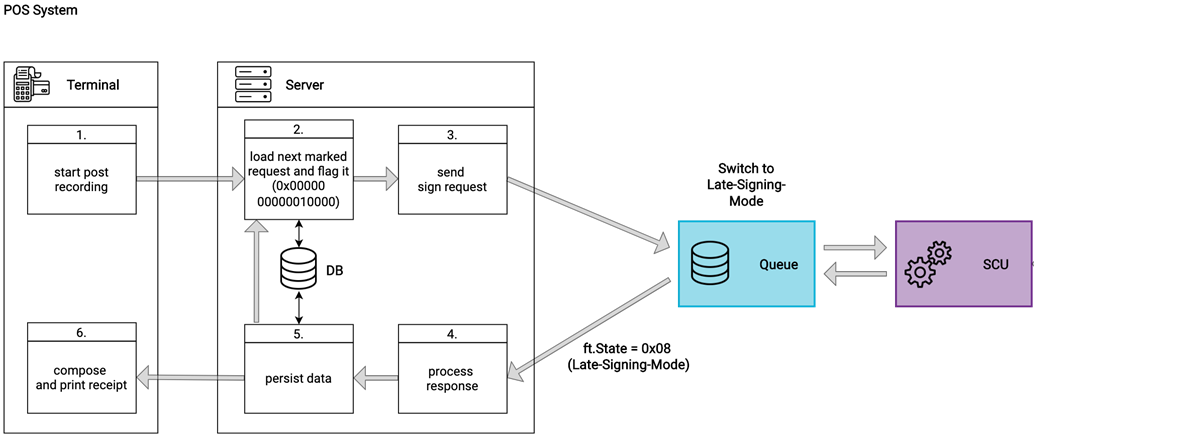 POS System
Terminal
Server
1.
start post
recording
2.
load next marked
request and flag it
(0x00000
00000010000)
3.
send
sign request
Switch to
Late-Signing-
Mode
Queue
SCU
DB
6.
compose
and print receipt
5.
persist data
4.
process
response
ft.State = 0x08
(Late-Signing-Mode)